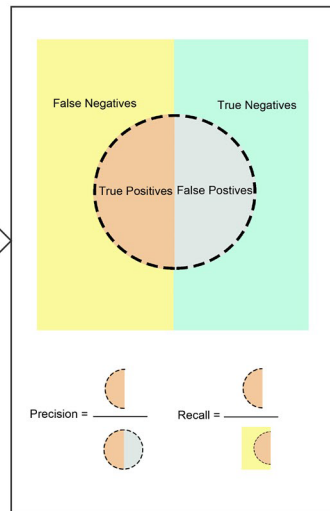 False Negatives
True Negatives
True Positives
False Postives
Precision =
Recall =